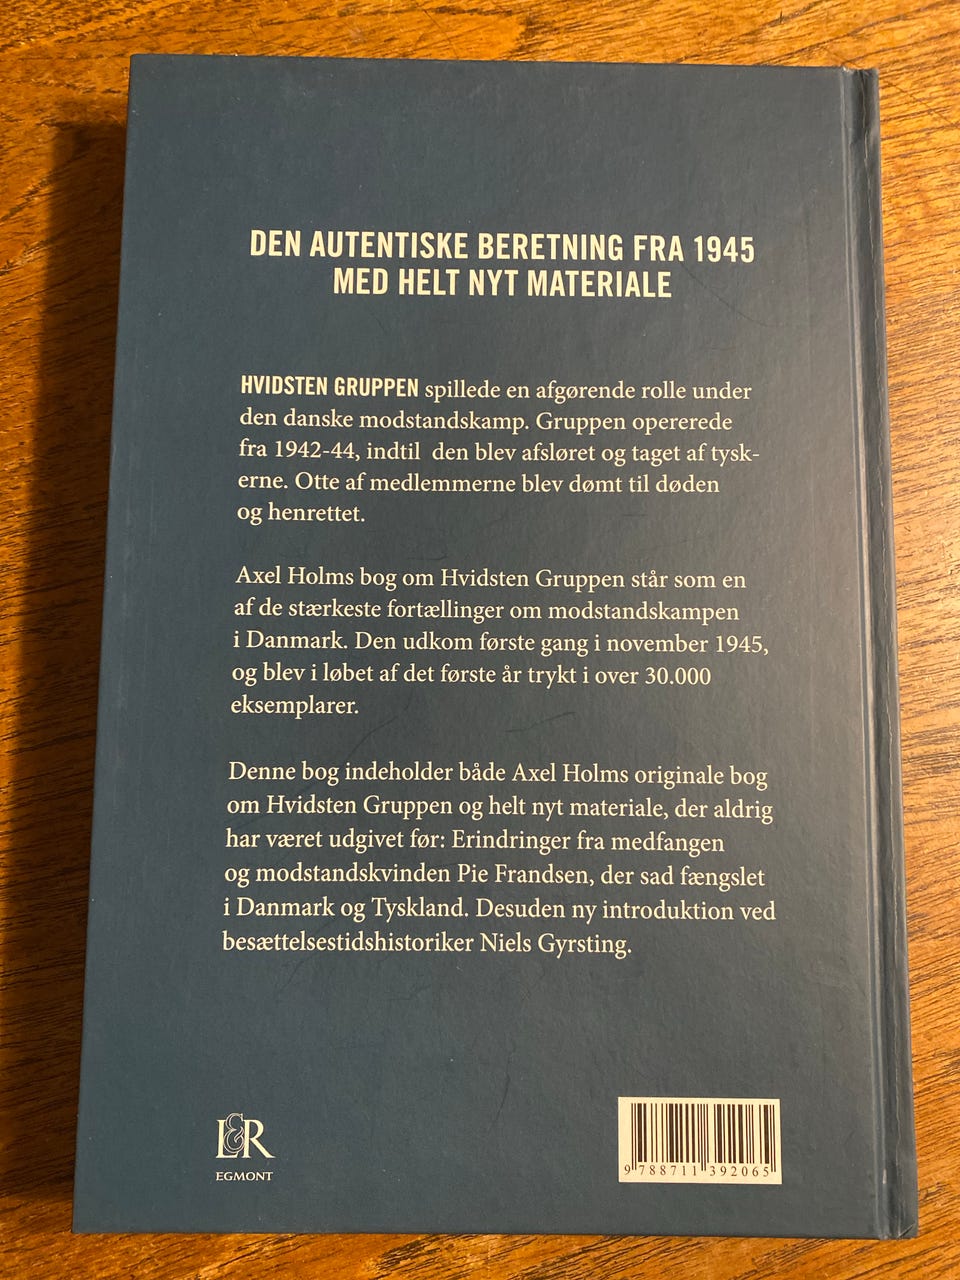 DEN AUTENTISKE BERETNING FRA 1945
MED HELT NYT MATERIALE
HVIDSTEN GRUPPEN spillede en afgørende rolle under
den danske modstandskamp. Gruppen opererede
fra 1942-44, indtil den blev afsløret og taget af tysk-
erne. Otte af medlemmerne blev dømt til døden
og henrettet.
Axel Holms bog om Hvidsten Gruppen står som en
af de stærkeste fortællinger om modstandskampen
i Danmark. Den udkom første gang i november 1945,
og blev i løbet af det første år trykt i over 30.000
eksemplarer.
Denne bog indeholder både Axel Holms originale bog
om Hvidsten Gruppen og helt nyt materiale, der aldrig
har været udgivet før: Erindringer fra medfangen
og modstandskvinden Pie Frandsen, der sad fængslet
i Danmark og Tyskland. Desuden ny introduktion ved
besættelsestidshistoriker Niels Gyrsting.
L&R
EGMONT
9 788711 392065